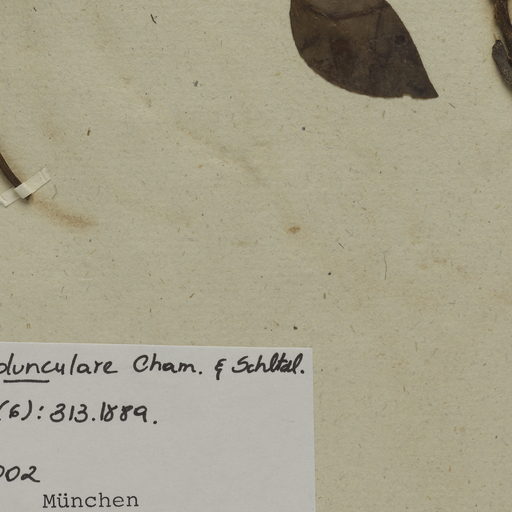 dunculare Cham. & Schltdl.
(6): 313.1889.
002
München